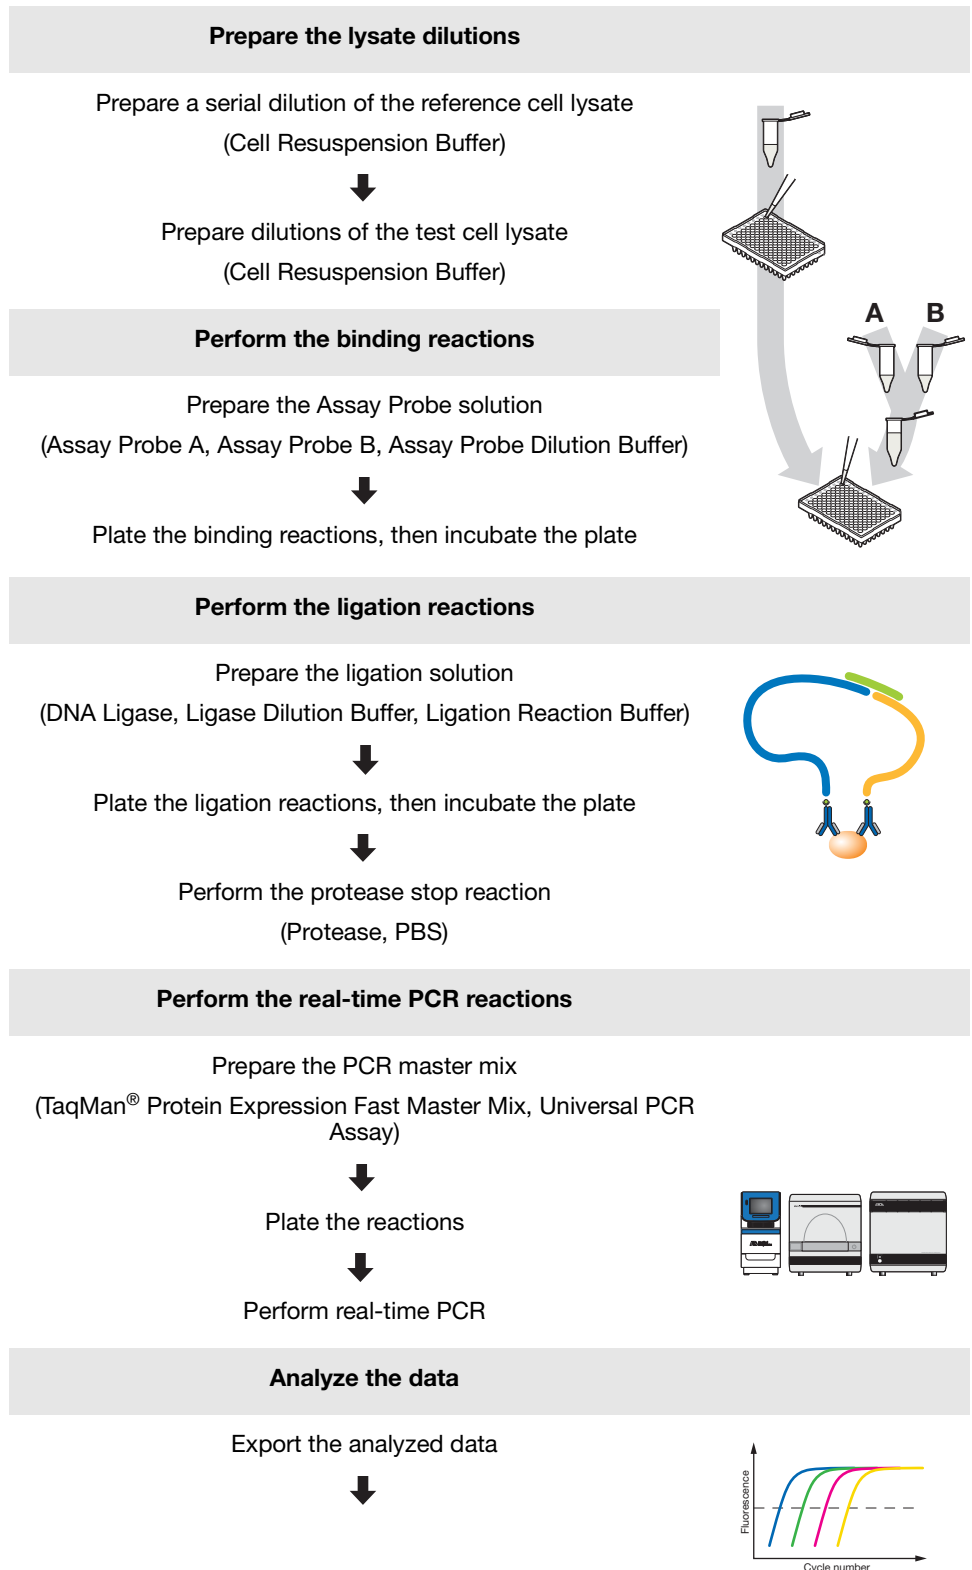 Prepare the lysate dilutions
Prepare a serial dilution of the reference cell lysate
(Cell Resuspension Buffer)
Prepare dilutions of the test cell lysate
(Cell Resuspension Buffer)
Perform the binding reactions
A B
Prepare the Assay Probe solution
(Assay Probe A, Assay Probe B, Assay Probe Dilution Buffer)
Plate the binding reactions, then incubate the plate
Perform the ligation reactions
Prepare the ligation solution
(DNA Ligase, Ligase Dilution Buffer, Ligation Reaction Buffer)
Plate the ligation reactions, then incubate the plate
Perform the protease stop reaction
(Protease, PBS)
Perform the real-time PCR reactions
Prepare the PCR master mix
(TaqMan® Protein Expression Fast Master Mix, Universal PCR
Assay)
Plate the reactions
Perform real-time PCR
Analyze the data
Export the analyzed data
Fluorescence
Cycle number